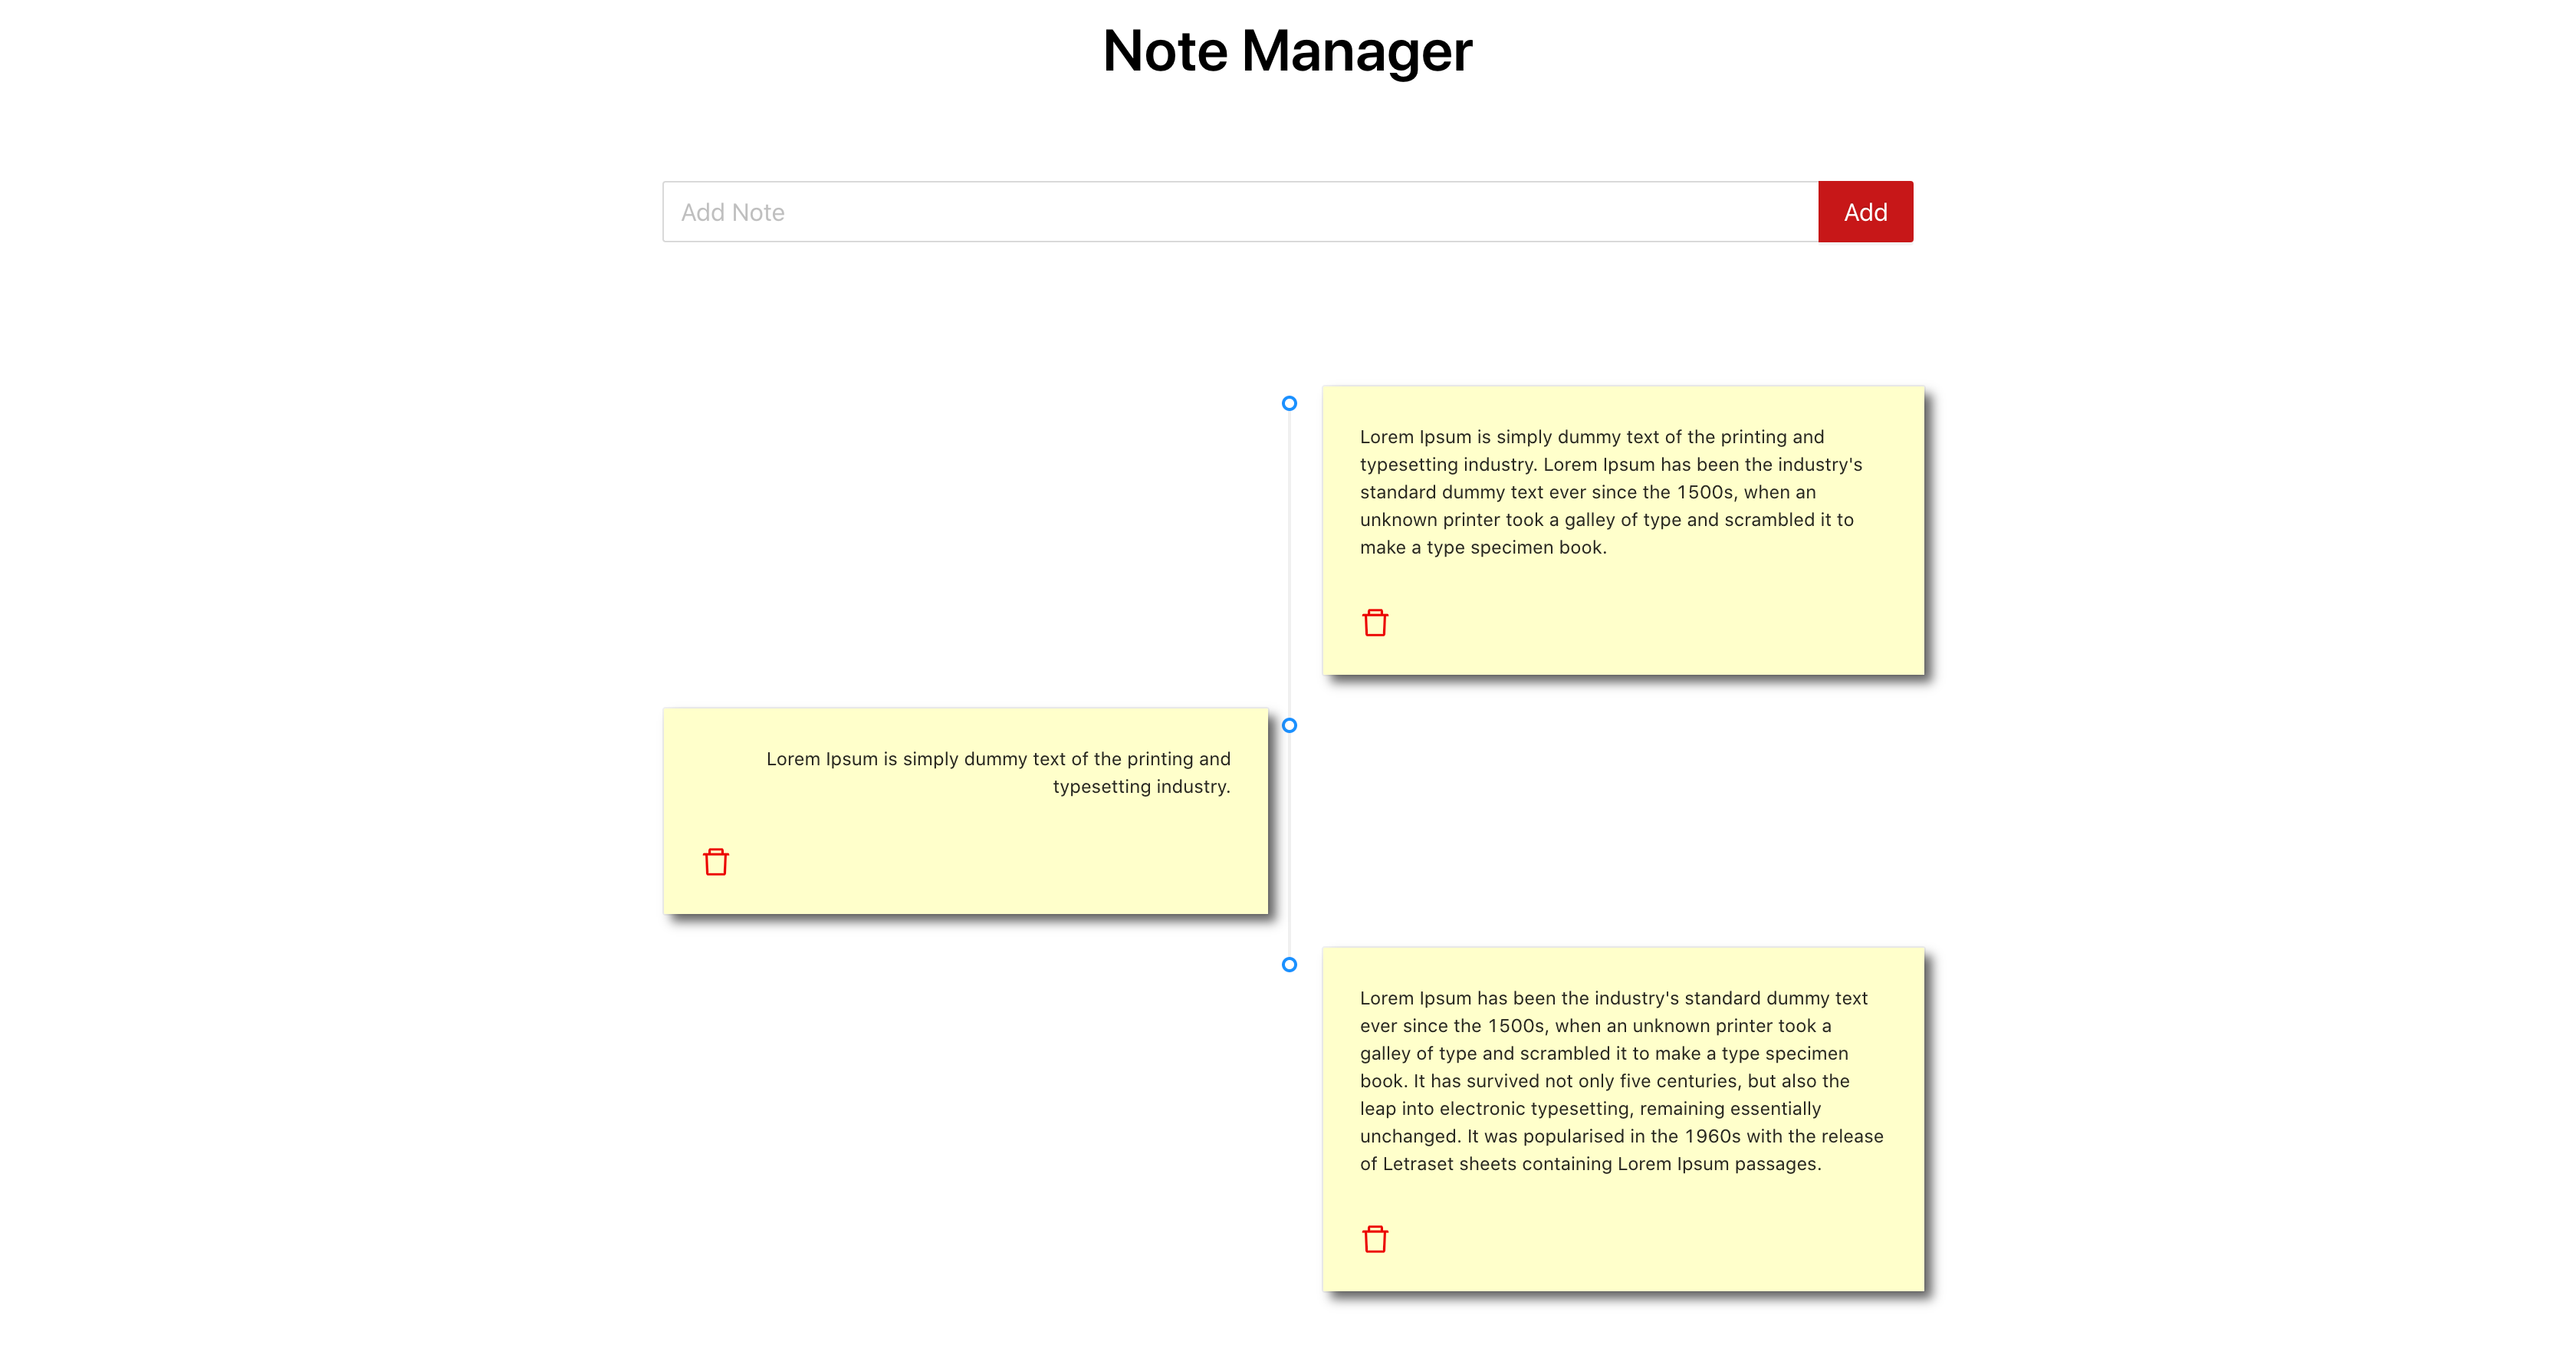 Note Manager
Add Note
Add
Lorem Ipsum is simply dummy text of the printing and
typesetting industry. Lorem Ipsum has been the industry's
standard dummy text ever since the 1500s, when an
unknown printer took a galley of type and scrambled it to
make a type specimen book.
Lorem Ipsum is simply dummy text of the printing and
typesetting industry.
Lorem Ipsum has been the industry's standard dummy text
ever since the 1500s, when an unknown printer took a
galley of type and scrambled it to make a type specimen
book. It has survived not only five centuries, but also the
leap into electronic typesetting, remaining essentially
unchanged. It was popularised in the 1960s with the release
of Letraset sheets containing Lorem Ipsum passages.